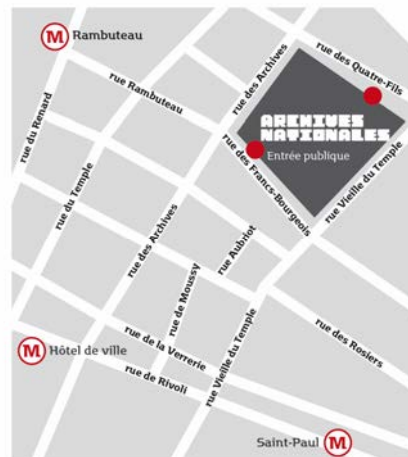 M Rambuteau
rue des Quatre-Fils
rue des Archives
rue Rambuteau
rue du Renard
ARCHIVES
NATIONALES
Entrée publique
rue des Francs-Bourgeois
rue Vieille du Temple
rue du Temple
rue des Archives
rue Aubriot
rue de Moussy
rue des Rosiers
rue de la Verrerie
rue Vieille du Temple
M Hôtel de ville
rue de Rivoli
Saint-Paul M